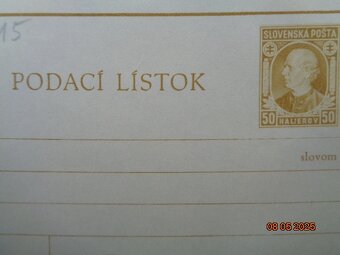 15
SLOVENSKÁ POŠTA
PODACÍ LÍSTOK
50 HALIEROV 50
slovom
08 05 2025